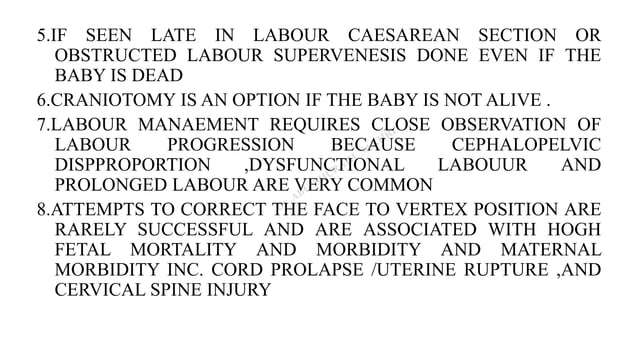 5.IF SEEN LATE IN LABOUR CAESAREAN SECTION OR
OBSTRUCTED LABOUR SUPERVENESIS DONE EVEN IF THE
BABY IS DEAD
6.CRANIOTOMY IS AN OPTION IF THE BABY IS NOT ALIVE .
7.LABOUR MANAEMENT REQUIRES CLOSE OBSERVATION OF
LABOUR PROGRESSION BECAUSE CEPHALOPELVIC
DISPPROPORTION ,DYSFUNCTIONAL LABOUUR AND
PROLONGED LABOUR ARE VERY COMMON
8.ATTEMPTS TO CORRECT THE FACE TO VERTEX POSITION ARE
RARELY SUCCESSFUL AND ARE ASSOCIATED WITH HOGH
FETAL MORTALITY AND MORBIDITY AND MATERNAL
MORBIDITY INC. CORD PROLAPSE /UTERINE RUPTURE ,AND
CERVICAL SPINE INJURY